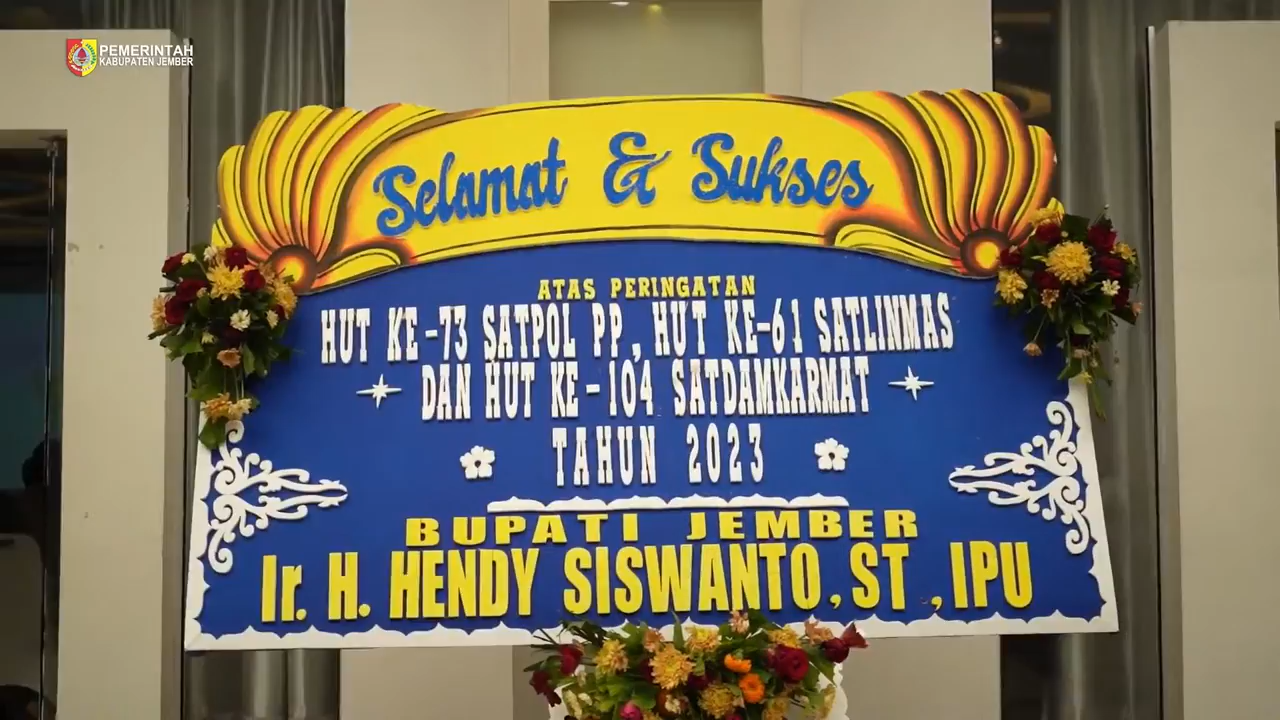 PEMERINTAH
KABUPATEN JEMBER
Selamat & Sukses
ATAS PERINGATAN
HUT KE-73 SATPOL PP, HUT KE-61 SATLINMAS
DAN HUT KE-104 SATDAMKARMAT
TAHUN 2023
BUPATI JEMBER
Ir. H. HENDY SISWANTO, ST, IPU